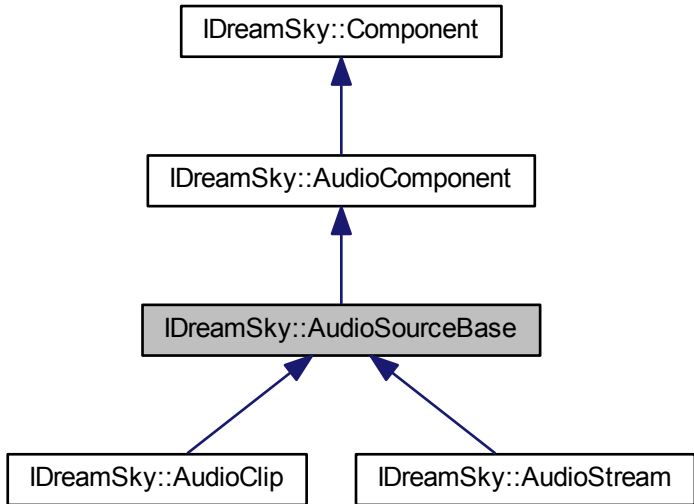 IDreamSky::Component
IDreamSky::AudioComponent
IDreamSky::AudioSourceBase
IDreamSky::AudioClip
IDreamSky::AudioStream